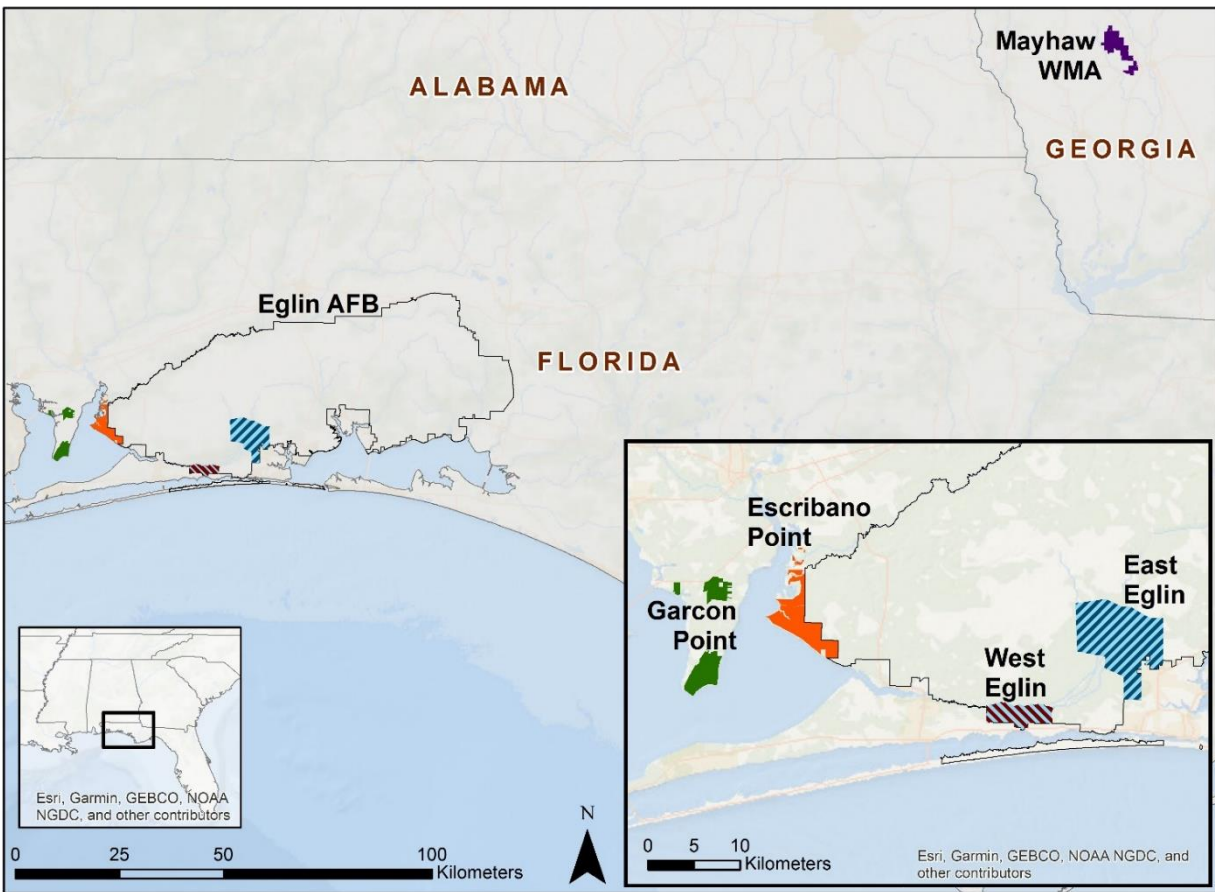 Mayhaw
WMA
ALABAMA
GEORGIA
Eglin AFB
FLORIDA
Escribano
Point
East
Eglin
Garcon
Point
West
Eglin
Esri, Garmin, GEBCO, NOAA
NGDC, and other contributors
N
0 25 50 100
Kilometers
0 5 10
Kilometers
Esri, Garmin, GEBCO, NOAA NGDC, and
other contributors